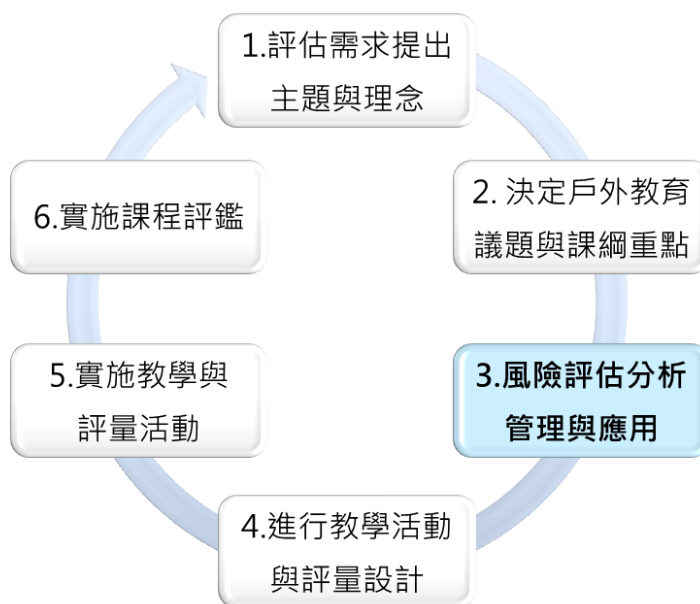 1.評估需求提出
主題與理念
2. 決定戶外教育
議題與課綱重點
3.風險評估分析
管理與應用
4.進行教學活動
與評量設計
5.實施教學與
評量活動
6.實施課程評鑑